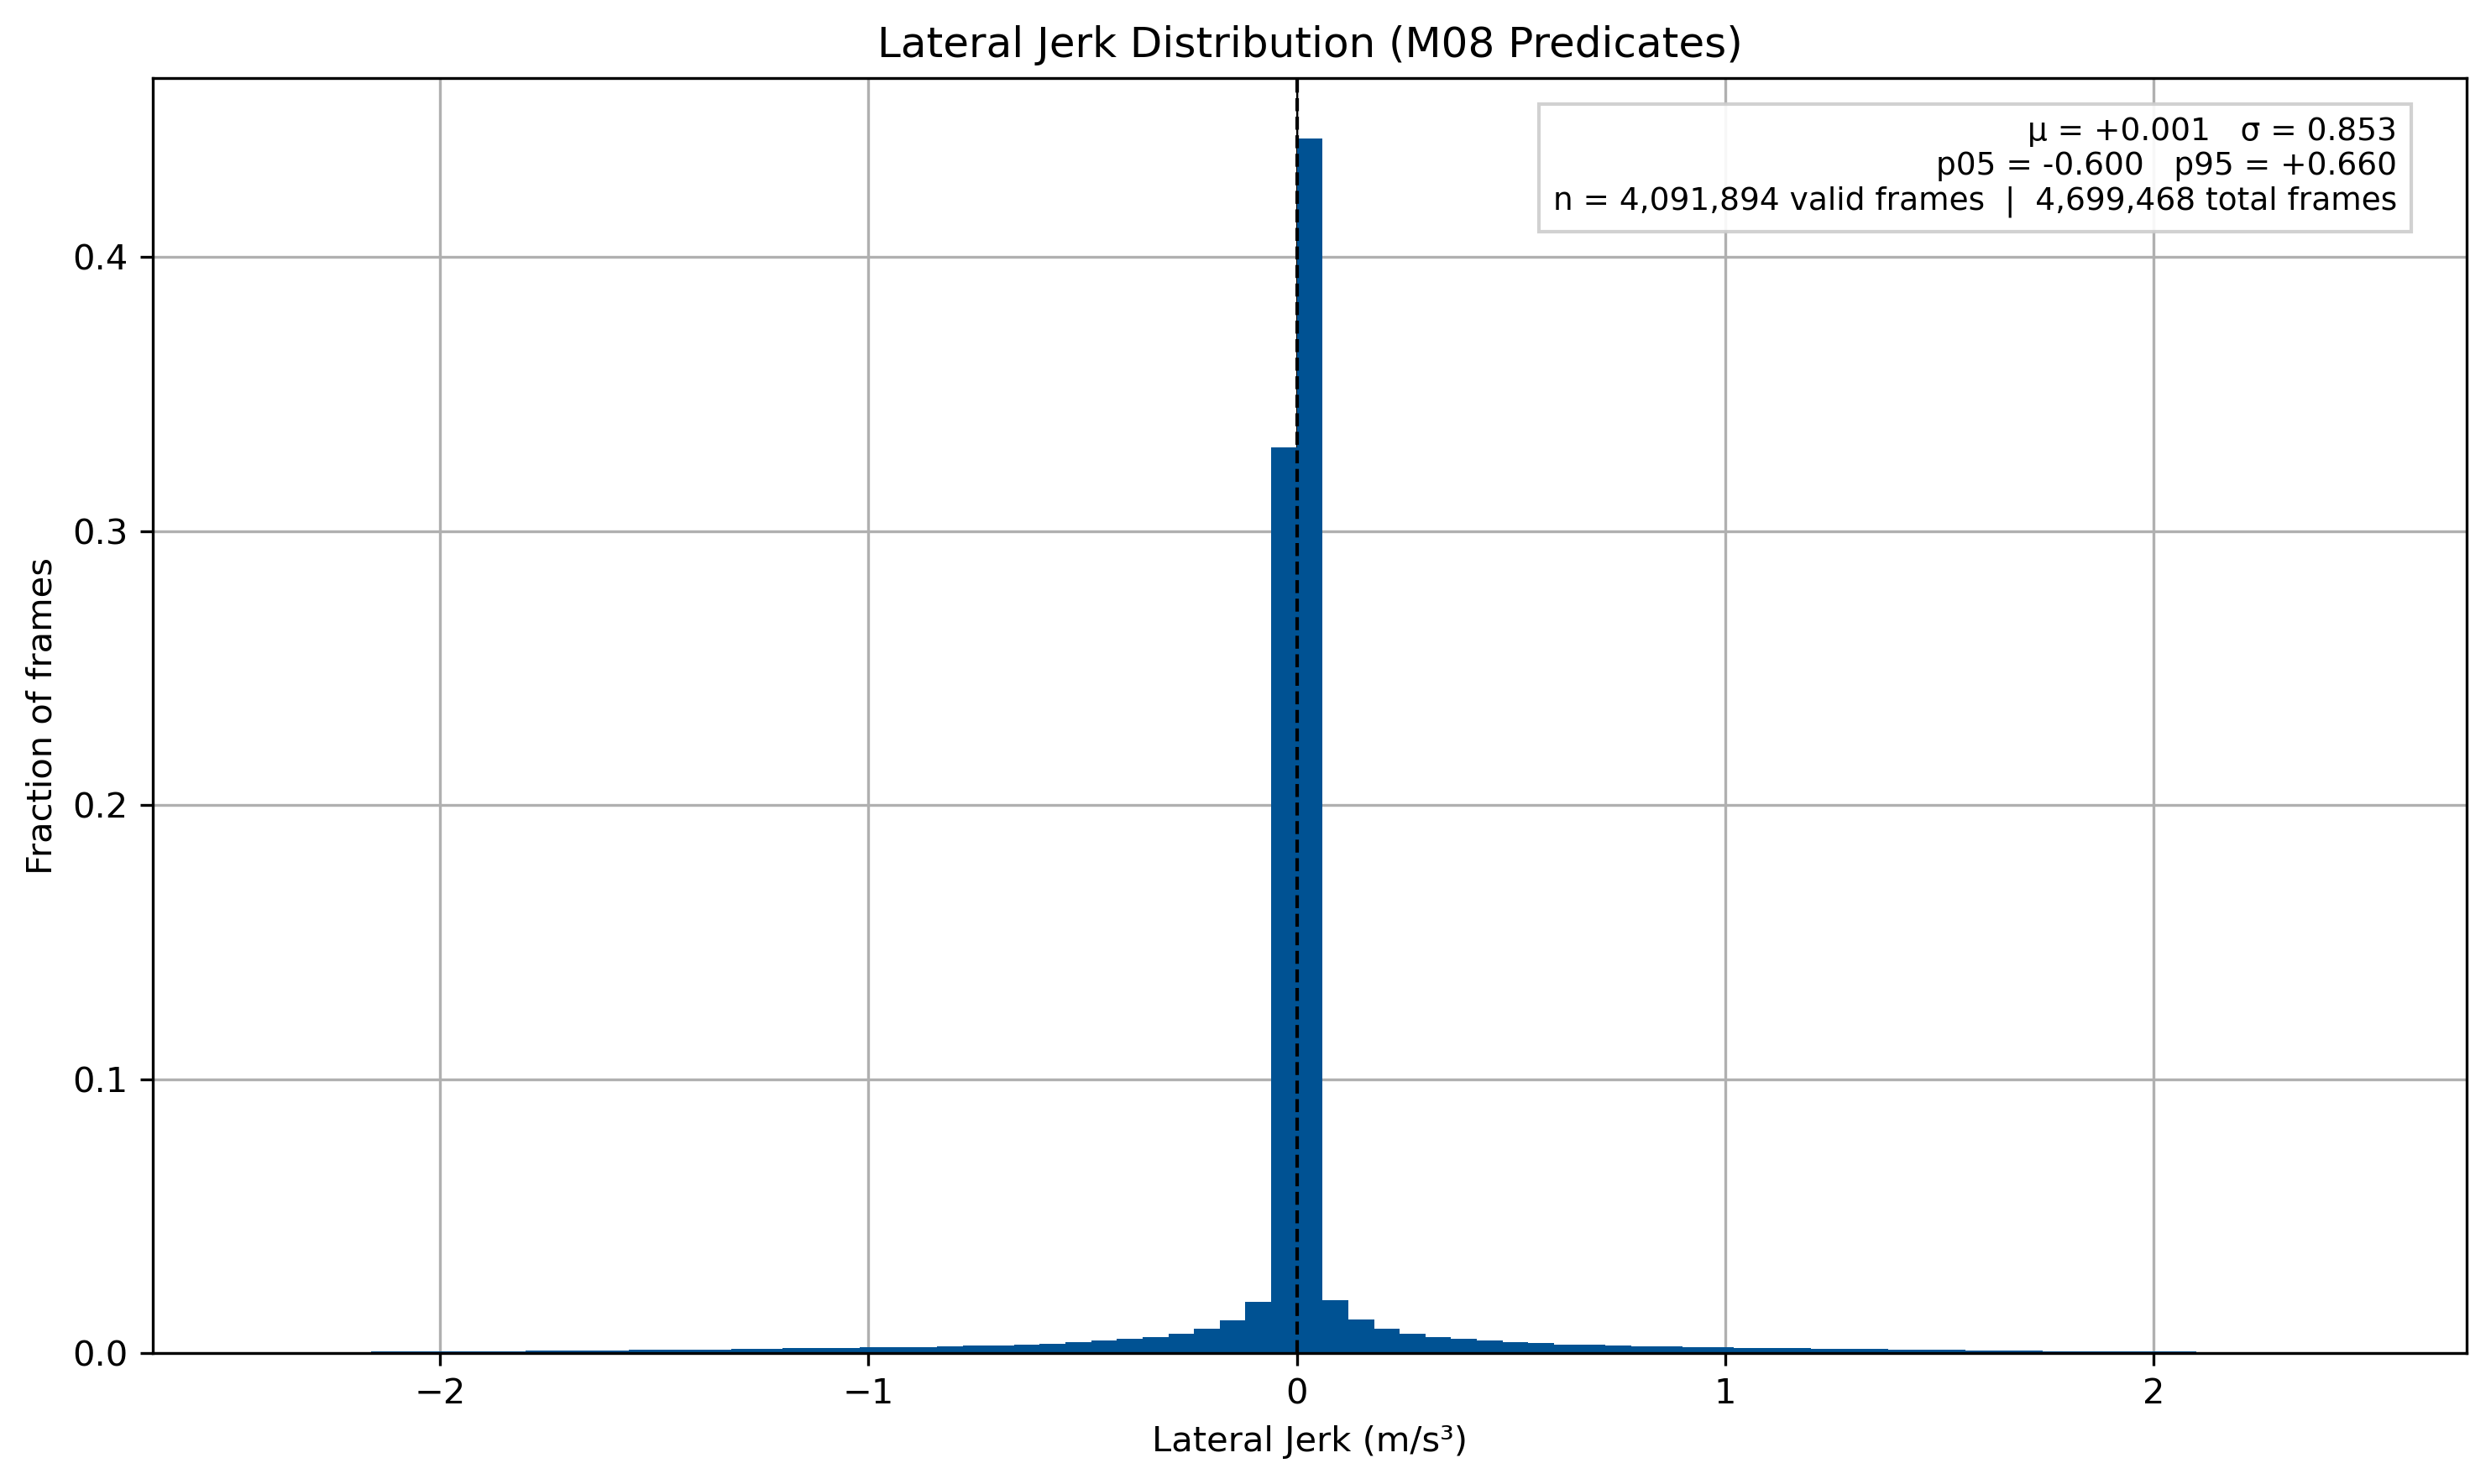 Lateral Jerk Distribution (M08 Predicates)
μ = +0.001   σ = 0.853
p05 = -0.600   p95 = +0.660
n = 4,091,894 valid frames  |  4,699,468 total frames
Fraction of frames
0.4
0.3
0.2
0.1
0.0
−2
−1
0
1
2
Lateral Jerk (m/s³)